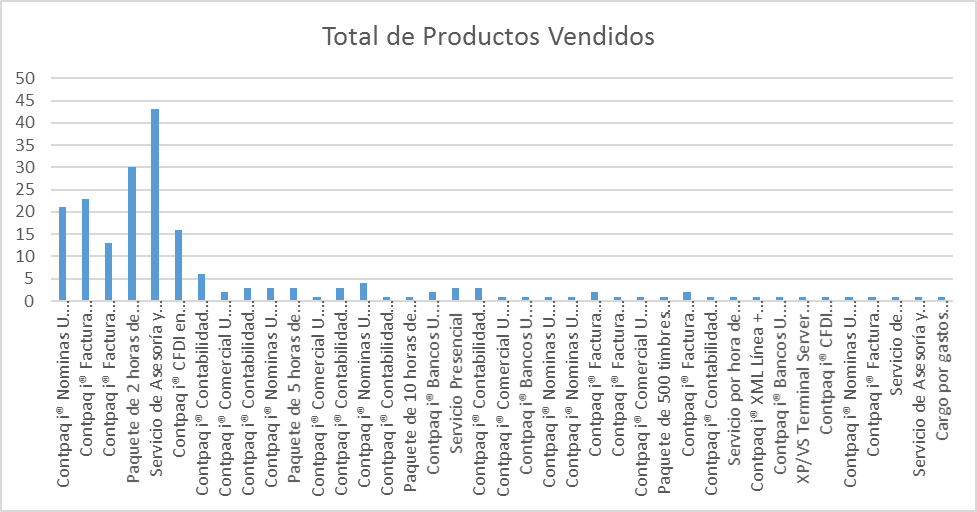 Total de Productos Vendidos
50
45
40
35
30
25
20
15
10
5
0
Contpaq i® Nominas U…
Contpaq i® Factura…
Contpaq i® Factura…
Paquete de 2 horas de…
Servicio de Asesoría y…
Contpaq i® CFDI en…
Contpaq i® Contabilidad…
Contpaq i® Comercial U…
Contpaq i® Contabilidad…
Contpaq i® Nominas U…
Paquete de 5 horas de…
Contpaq i® Comercial U…
Contpaq i® Contabilidad…
Contpaq i® Nominas U…
Contpaq i® Contabilidad…
Paquete de 10 horas de…
Contpaq i® Bancos U…
Servicio Presencial
Contpaq i® Contabilidad…
Contpaq i® Comercial U…
Contpaq i® Bancos U…
Contpaq i® Nominas U…
Contpaq i® Nominas U…
Contpaq i® Factura…
Contpaq i® Factura…
Contpaq i® Comercial U…
Paquete de 500 timbres…
Contpaq i® Factura…
Contpaq i® Contabilidad…
Servicio por hora de…
Contpaq i® XML Línea +…
Contpaq i® Bancos U…
XP/VS Terminal Server…
Contpaq i® CFDI…
Contpaq i® Nominas U…
Contpaq i® Factura…
Servicio de…
Servicio de Asesoría y…
Cargo por gastos…